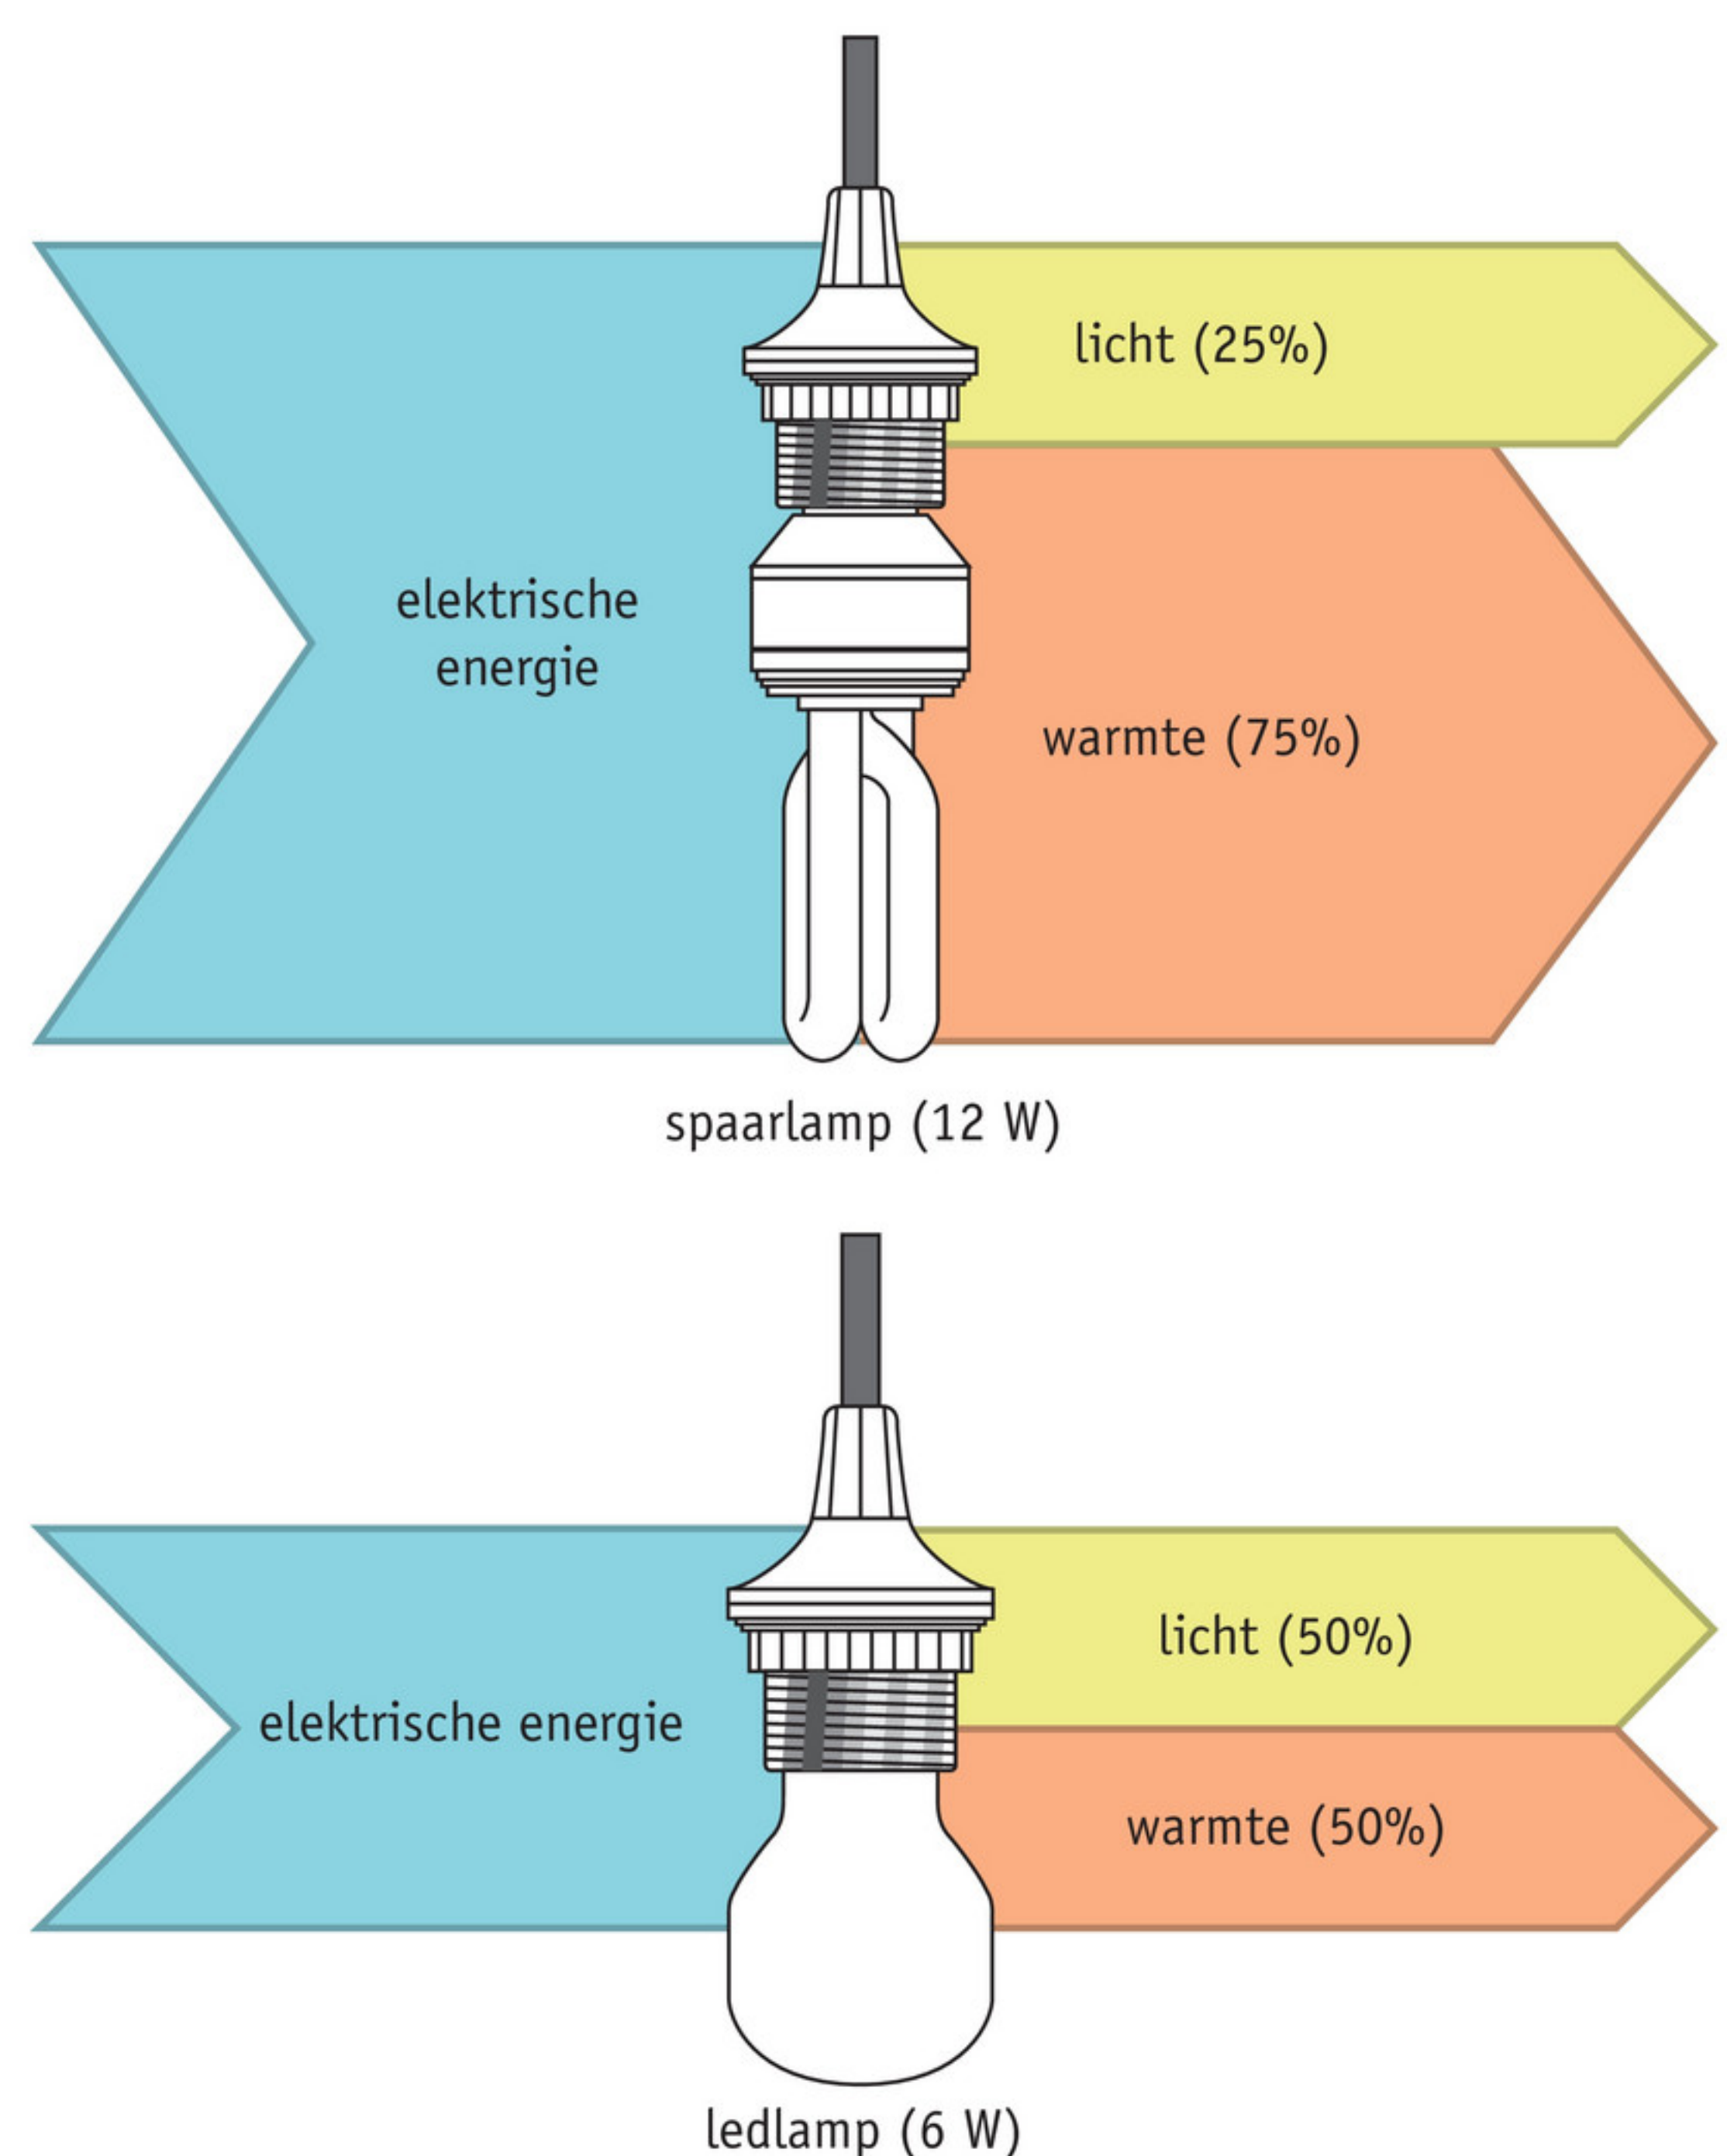 licht (25%)
elektrische
energie
warmte (75%)
spaarlamp (12 W)
licht (50%)
elektrische energie
warmte (50%)
ledlamp (6 W)